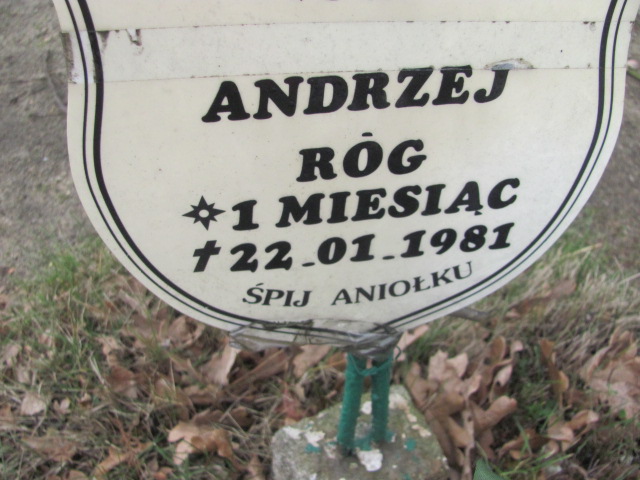 ANDRZEJ
RÓG
✴1 MIESIĄC
✝22-01-1981
ŚPIJ ANIOŁKU